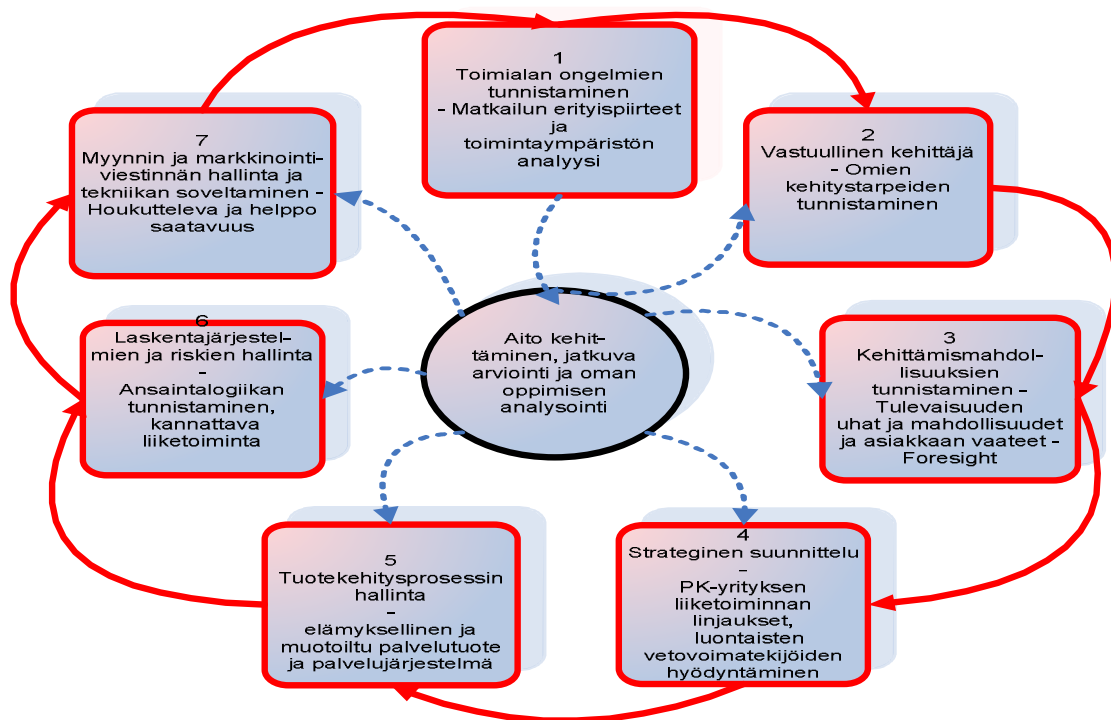 1
Toimialan ongelmien
tunnistaminen
- Matkailun erityispiirteet
ja
toimintaympäristön
analyysi
2
Vastuullinen kehittäjä
- Omien
kehitystarpeiden
tunnistaminen
3
Kehittämismahdol-
lisuuksien
tunnistaminen -
Tulevaisuuden
uhat ja mahdollisuudet
ja asiakkaan vaateet -
Foresight
4
Strateginen suunnittelu
-
PK-yrityksen
liiketoiminnan
linjaukset,
luontaisten
vetovoimatekijöiden
hyödyntäminen
5
Tuotekehitysprosessin
hallinta
-
elämyksellinen ja
muotoiltu palvelutuote
ja palvelujärjestelmä
6
Laskentajärjestel-
mien ja riskien hallinta
-
Ansaintalogiikan
tunnistaminen,
kannattava
liiketoiminta
7
Myynnin ja markkinointi-
viestinnän hallinta ja
tekniikan soveltaminen -
Houkutteleva ja helppo
saatavuus
Aito kehit-
täminen, jatkuva
arviointi ja oman
oppimisen
analysointi